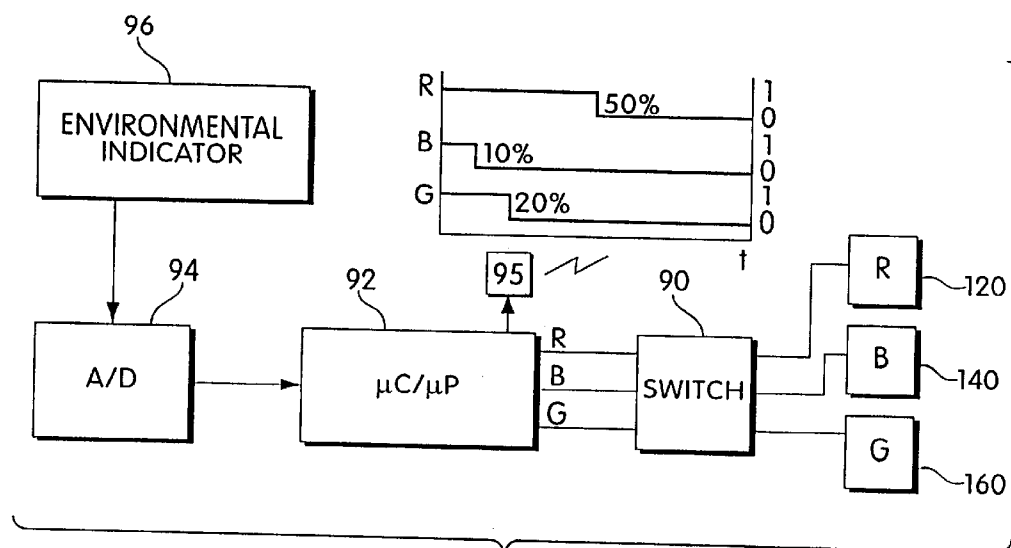 96
ENVIRONMENTAL
INDICATOR
R 50% 1
0
B 10% 1
0
G 20% 1
0
t
94
A/D
92
µC/µP
95
90
R
B
G
SWITCH
R
120
B
140
G
160